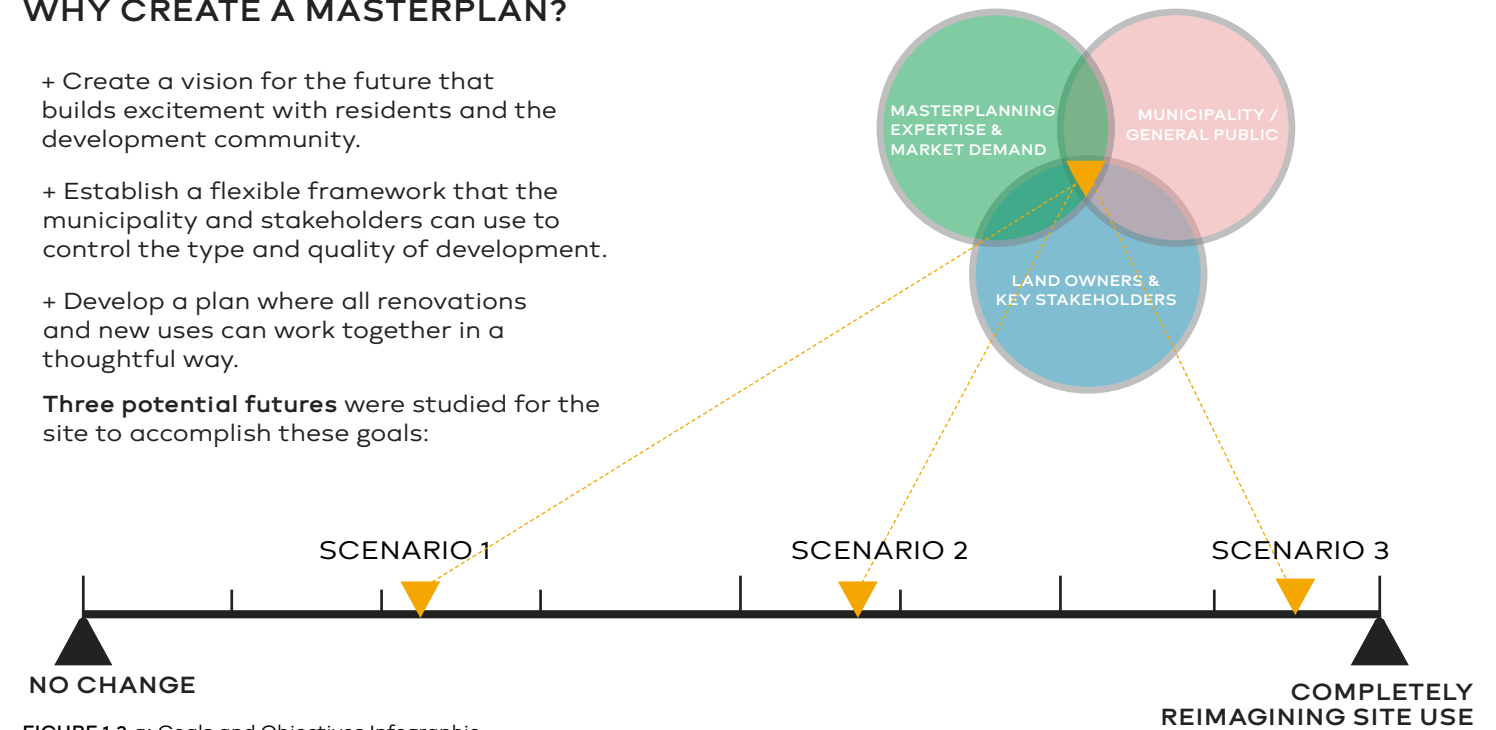 WHY CREATE A MASTERPLAN?
+ Create a vision for the future that
builds excitement with residents and the
development community.
+ Establish a flexible framework that the
municipality and stakeholders can use to
control the type and quality of development.
+ Develop a plan where all renovations
and new uses can work together in a
thoughtful way.
Three potential futures were studied for the
site to accomplish these goals:
MASTERPLANNING
EXPERTISE &
MARKET DEMAND
MUNICIPALITY /
GENERAL PUBLIC
LAND OWNERS &
KEY STAKEHOLDERS
SCENARIO 1
SCENARIO 2
SCENARIO 3
NO CHANGE
COMPLETELY
REIMAGINING SITE USE
Goals and Objectives Infographic